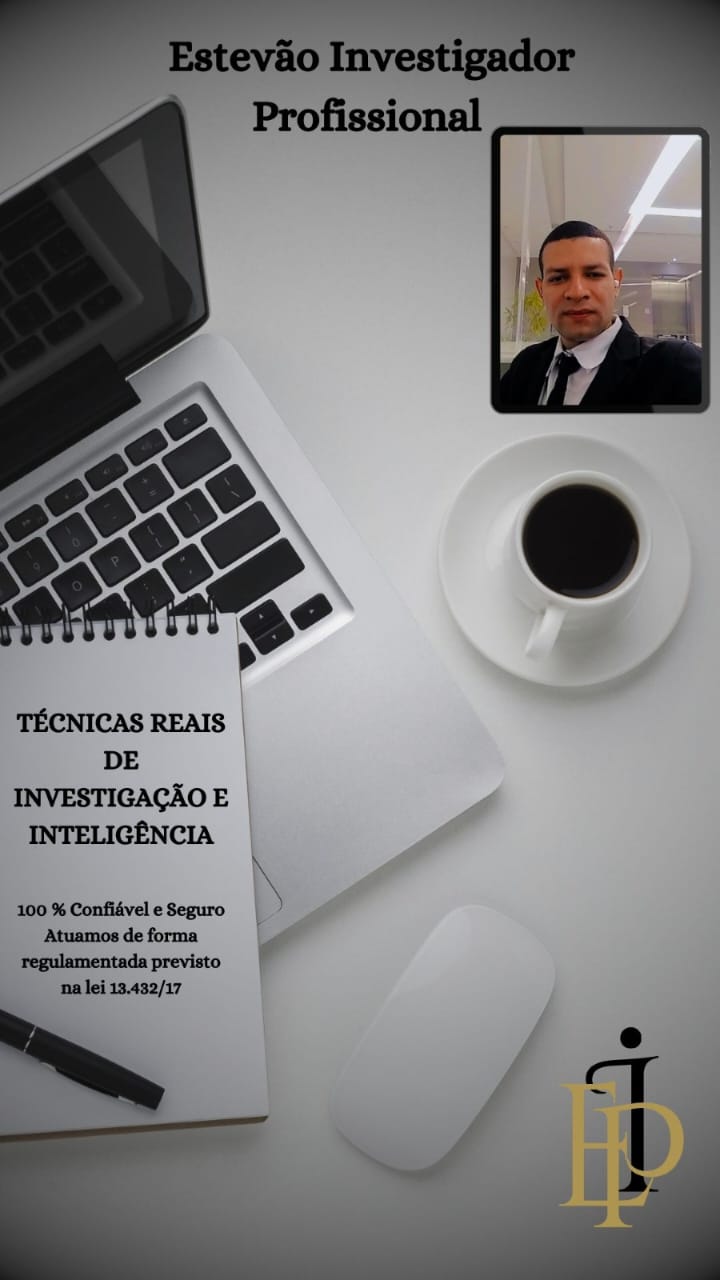 Estevão Investigador
Profissional
TÉCNICAS REAIS
DE
INVESTIGAÇÃO E
INTELIGÊNCIA
100 % Confiável e Seguro
Atuamos de forma
regulamentada previsto
na lei 13.432/17
O P
EIP